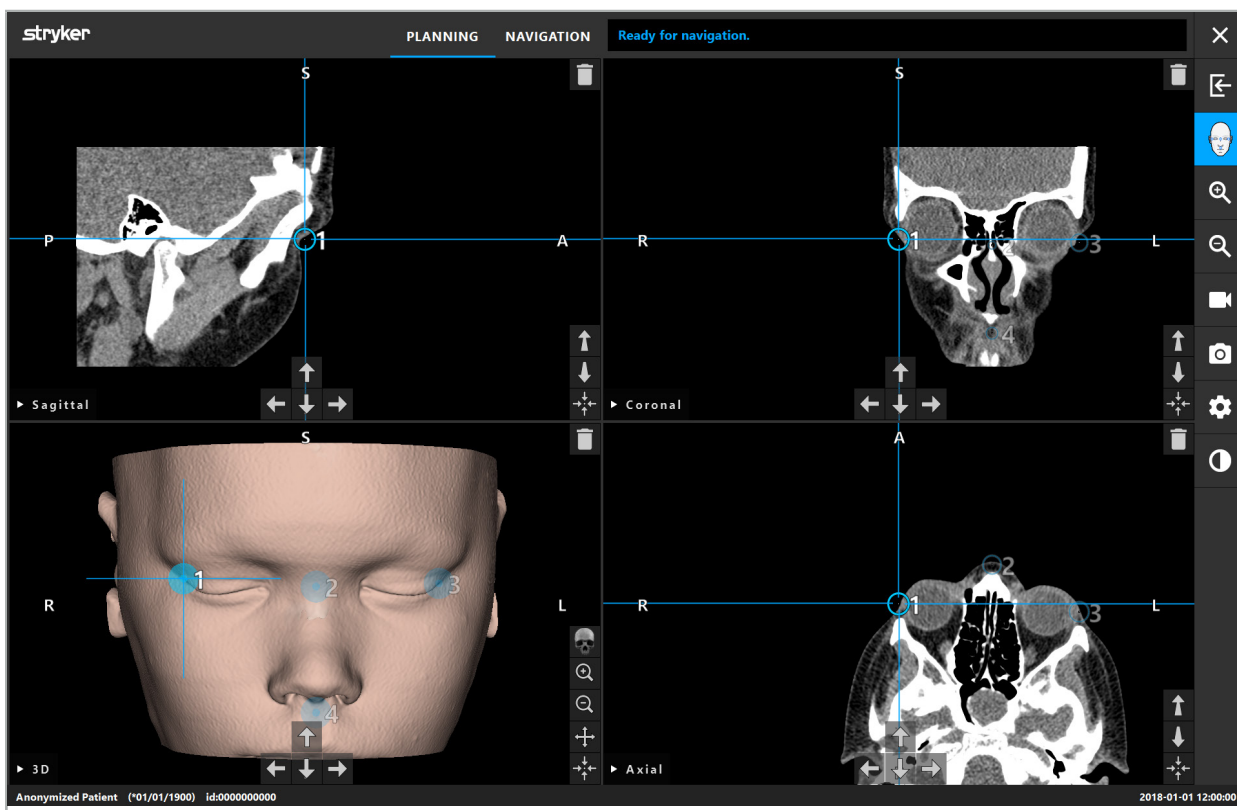 stryker
PLANNING NAVIGATION Ready for navigation.
S
P A
1
Sagittal
S
R L
1 2 3
4
Coronal
S
R L
1 2 3
4
3D
A
R L
2
1 3
Axial
Anonymized Patient (*01/01/1900) id:0000000000 2018-01-01 12:00:00